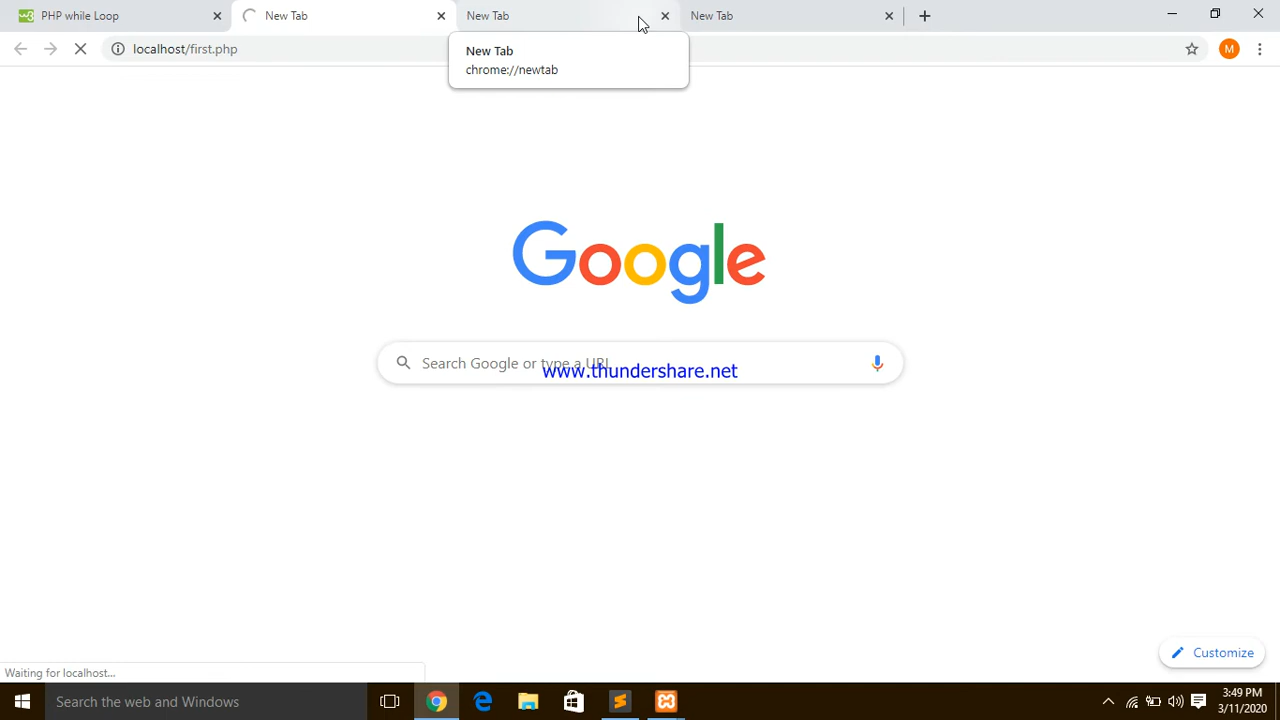 PHP while Loop
New Tab
New Tab
New Tab
localhost/first.php
M
New Tab
chrome://newtab
Google
Search Google or type a URL
www.thundershare.net
Customize
Waiting for localhost...
Search the web and Windows
3:49 PM
3/11/2020